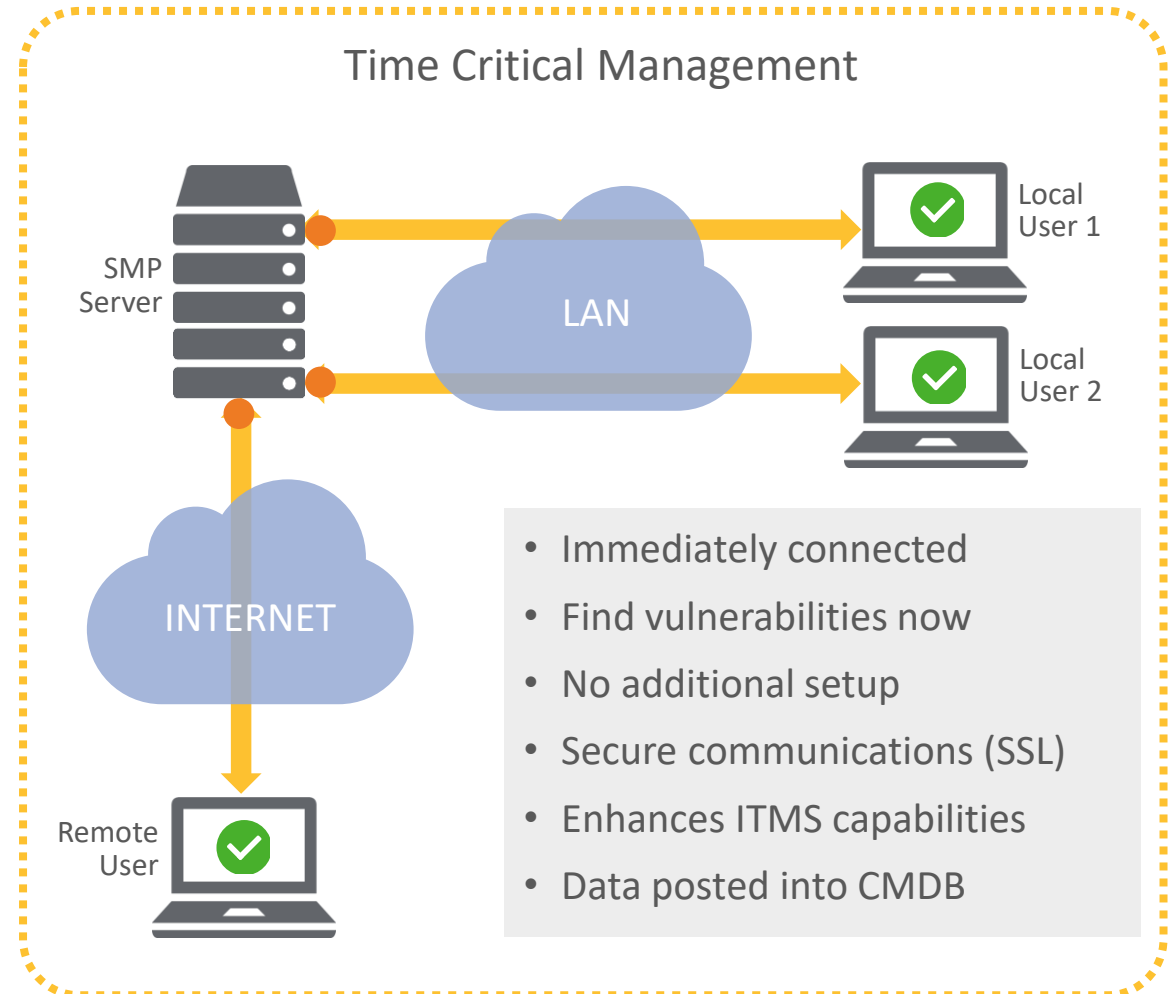 Time Critical Management
SMP
Server
LAN
Local
User 1
Local
User 2
INTERNET
Remote
User
• Immediately connected
• Find vulnerabilities now
• No additional setup
• Secure communications (SSL)
• Enhances ITMS capabilities
• Data posted into CMDB